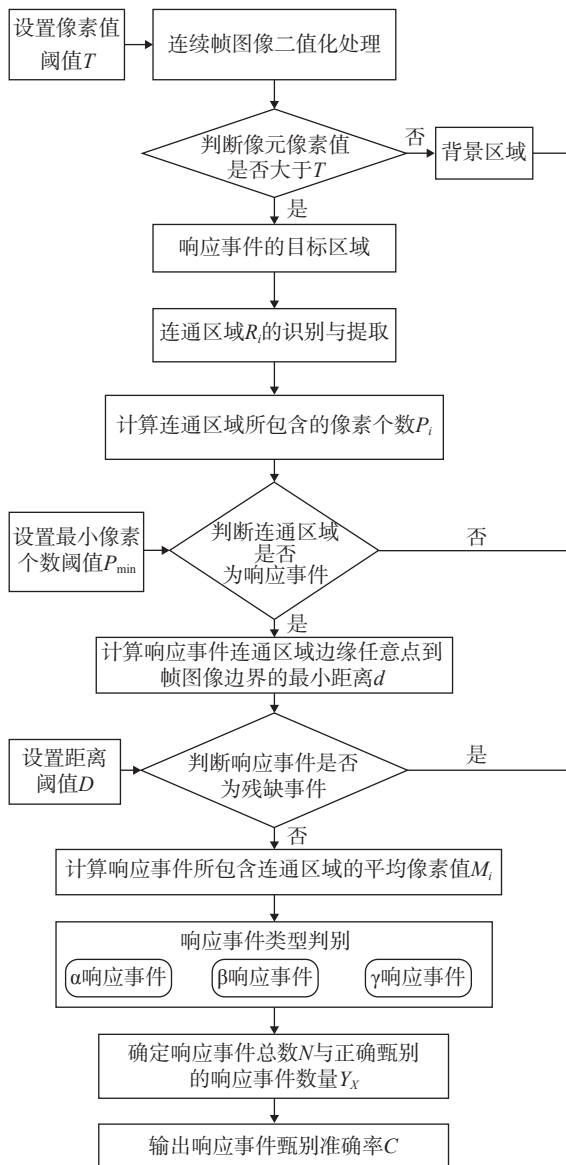 设置像素值
阈值T
连续帧图像二值化处理
判断像元像素值
是否大于T
否
背景区域
是
响应事件的目标区域
连通区域Ri的识别与提取
计算连通区域所包含的像素个数Pi
设置最小像素
个数阈值Pmin
判断连通区域
是否
为响应事件
否
是
计算响应事件连通区域边缘任意点到
帧图像边界的最小距离d
设置距离
阈值D
判断响应事件是否
为残缺事件
是
否
计算响应事件所包含连通区域的平均像素值Mi
响应事件类型判别
α响应事件
β响应事件
γ响应事件
确定响应事件总数N与正确甄别
的响应事件数量YX
输出响应事件甄别准确率C